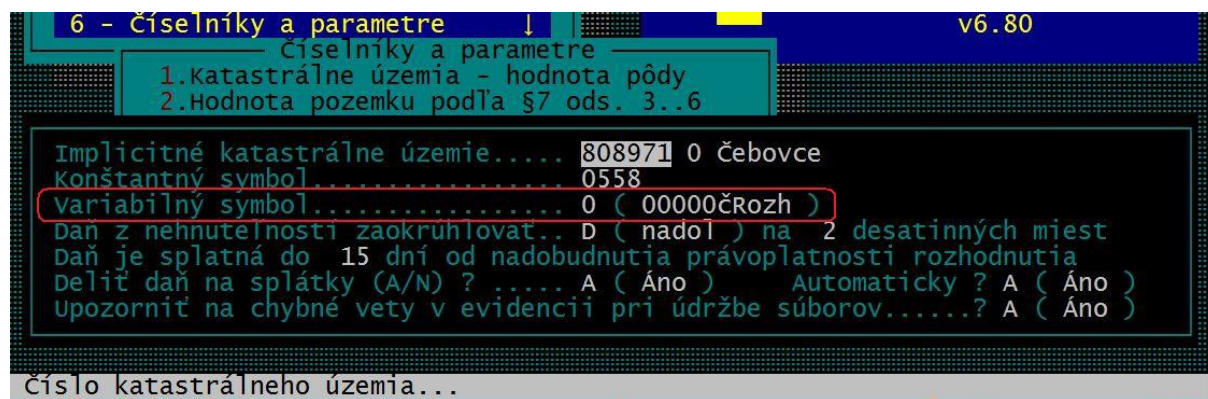 6 - Číselníky a parametre ↓
v6.80
Číselníky a parametre
1.Katastrálne územia - hodnota pôdy
2.Hodnota pozemku podľa §7 ods. 3..6
Implicitné katastrálne územie..... 808971 0 Čebovce
Konštantný symbol................. 0558
Variabilný symbol................. 0 ( 00000čRozh )
Daň z nehnuteľností zaokrúhľovať.. D ( nadol ) na 2 desatinných miest
Daň je splatná do 15 dní od nadobudnutia právoplatnosti rozhodnutia
Deliť daň na splátky (A/N) ? ..... A ( Áno ) Automaticky ? A ( Áno )
Upozorniť na chybné vety v evidencii pri údržbe súborov......? A ( Áno )
Číslo katastrálneho územia...